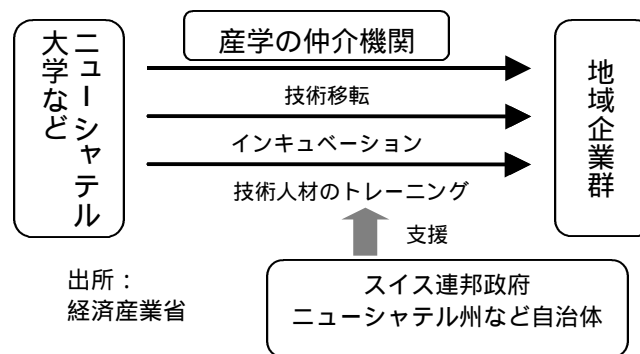 ニューシャテル
大学など
産学の仲介機関
技術移転
インキュベーション
技術人材のトレーニング
地域企業群
支援
出所：
経済産業省
スイス連邦政府
ニューシャテル州など自治体